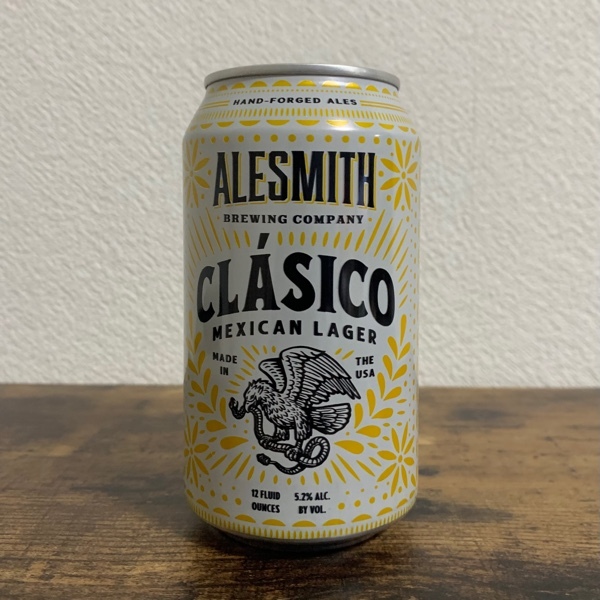 HAND-FORGED ALES
ALESMITH
BREWING COMPANY
CLÁSICO
MEXICAN LAGER
MADE
IN
THE
USA
12 FLUID
OUNCES
5.2% ALC.
BY VOL.